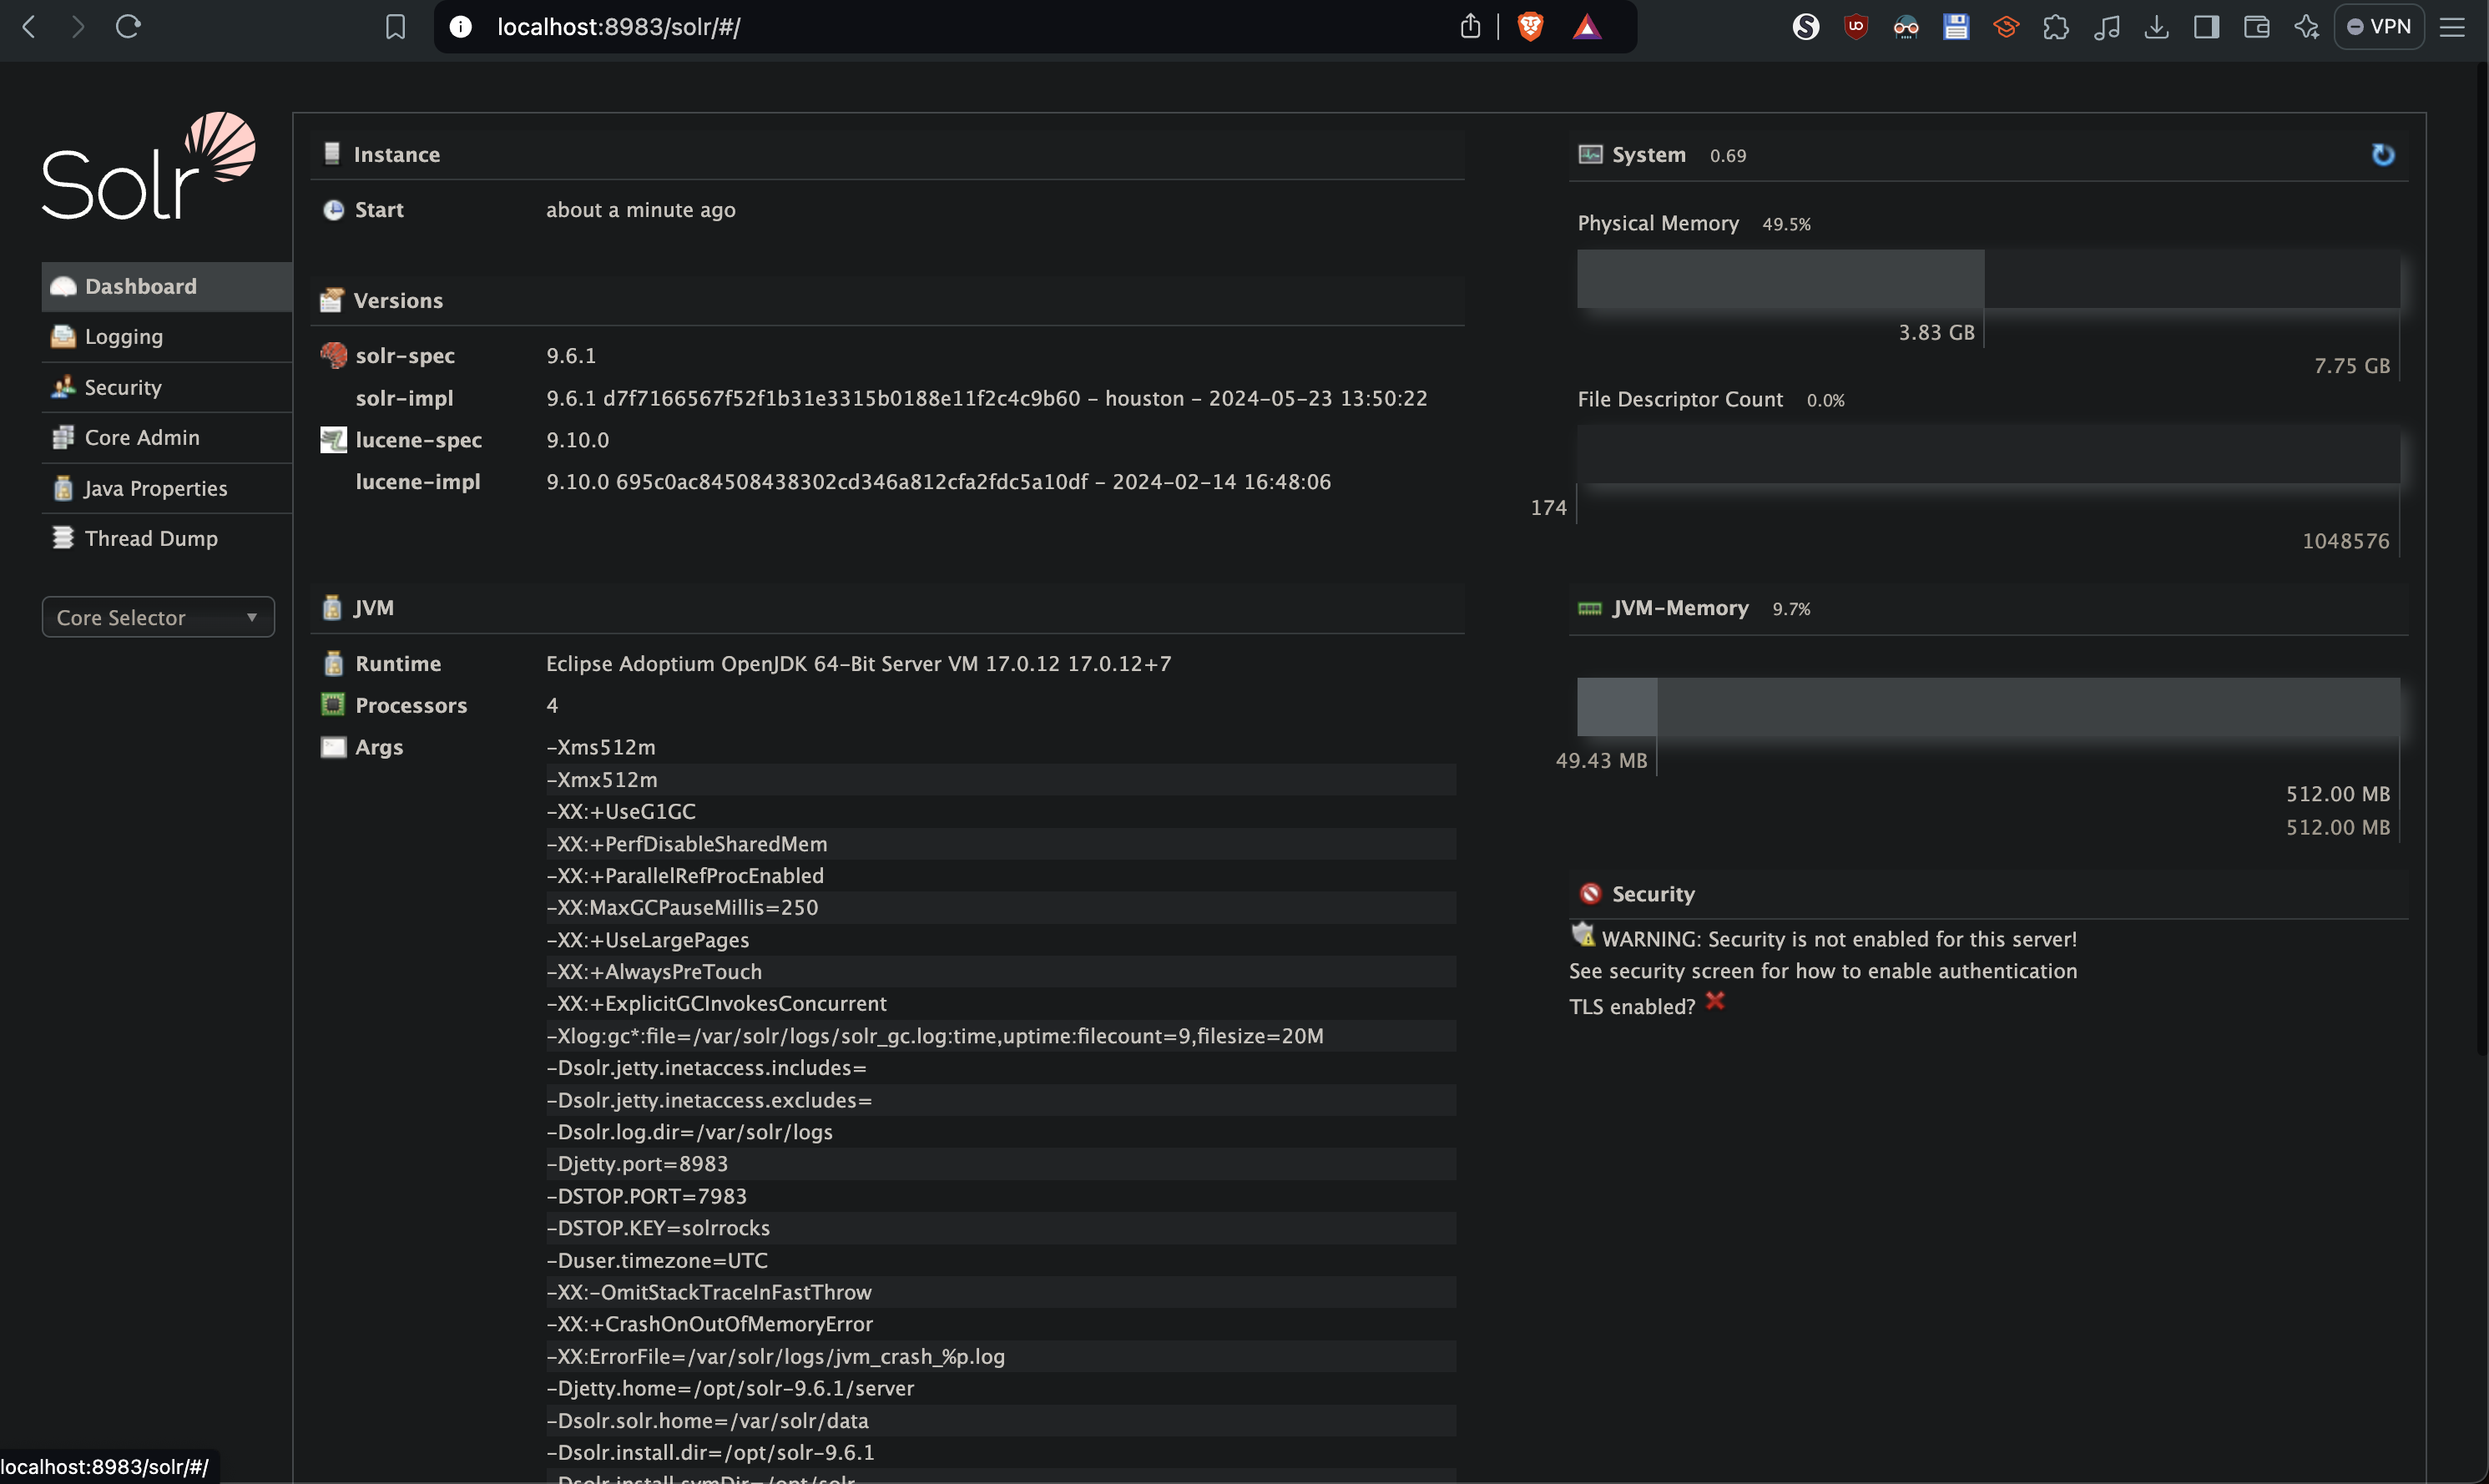 localhost:8983/solr/#/
VPN
Solr
Dashboard
Logging
Security
Core Admin
Java Properties
Thread Dump
Core Selector
Instance
Start about a minute ago
Versions
solr-spec 9.6.1
solr-impl 9.6.1 d7f7166567f52f1b31e3315b0188e11f2c4c9b60 - houston - 2024-05-23 13:50:22
lucene-spec 9.10.0
lucene-impl 9.10.0 695c0ac84508438302cd346a812cfa2fdc5a10df - 2024-02-14 16:48:06
JVM
Runtime Eclipse Adoptium OpenJDK 64-Bit Server VM 17.0.12 17.0.12+7
Processors 4
Args -Xms512m
-Xmx512m
-XX:+UseG1GC
-XX:+PerfDisableSharedMem
-XX:+ParallelRefProcEnabled
-XX:MaxGCPauseMillis=250
-XX:+UseLargePages
-XX:+AlwaysPreTouch
-XX:+ExplicitGCInvokesConcurrent
-Xlog:gc*:file=/var/solr/logs/solr_gc.log:time,uptime:filecount=9,filesize=20M
-Dsolr.jetty.inetaccess.includes=
-Dsolr.jetty.inetaccess.excludes=
-Dsolr.log.dir=/var/solr/logs
-Djetty.port=8983
-DSTOP.PORT=7983
-DSTOP.KEY=solrrocks
-Duser.timezone=UTC
-XX:-OmitStackTraceInFastThrow
-XX:+CrashOnOutOfMemoryError
-XX:ErrorFile=/var/solr/logs/jvm_crash_%p.log
-Djetty.home=/opt/solr-9.6.1/server
-Dsolr.solr.home=/var/solr/data
-Dsolr.install.dir=/opt/solr-9.6.1
-Dsolr.install.symDir=/opt/solr
System 0.69
Physical Memory 49.5%
3.83 GB
7.75 GB
File Descriptor Count 0.0%
174
1048576
JVM-Memory 9.7%
49.43 MB
512.00 MB
512.00 MB
Security
WARNING: Security is not enabled for this server!
See security screen for how to enable authentication
TLS enabled?
localhost:8983/solr/#/